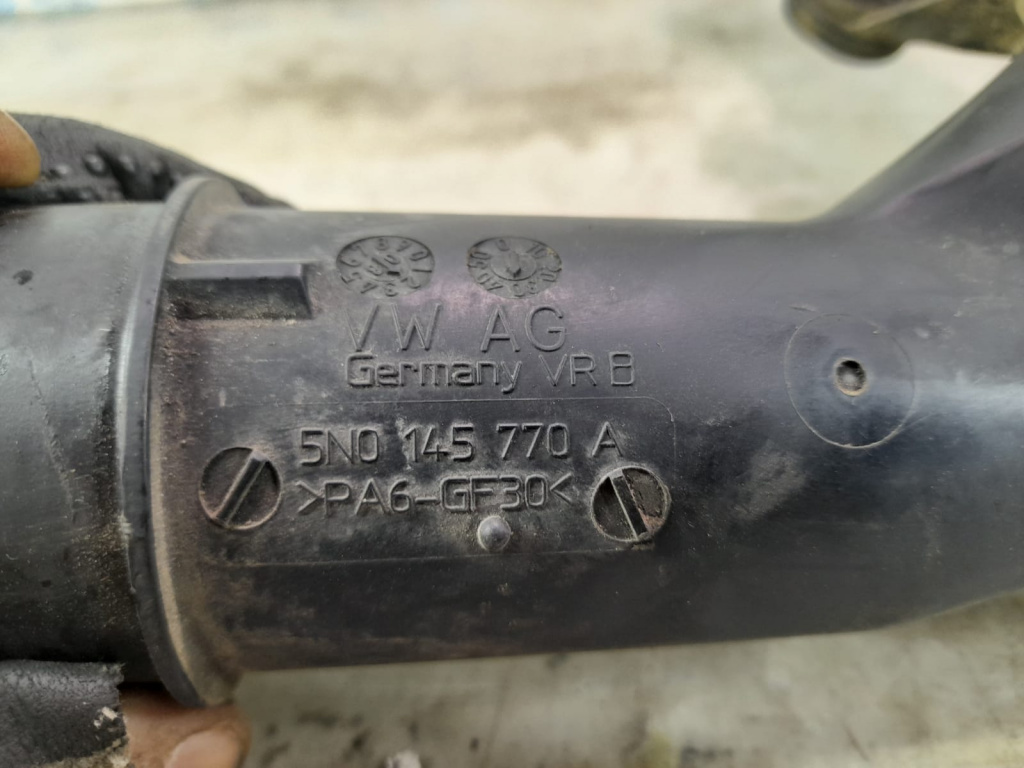 VW AG
Germany VR B
5N0 145 770 A
>PA6-GF30<